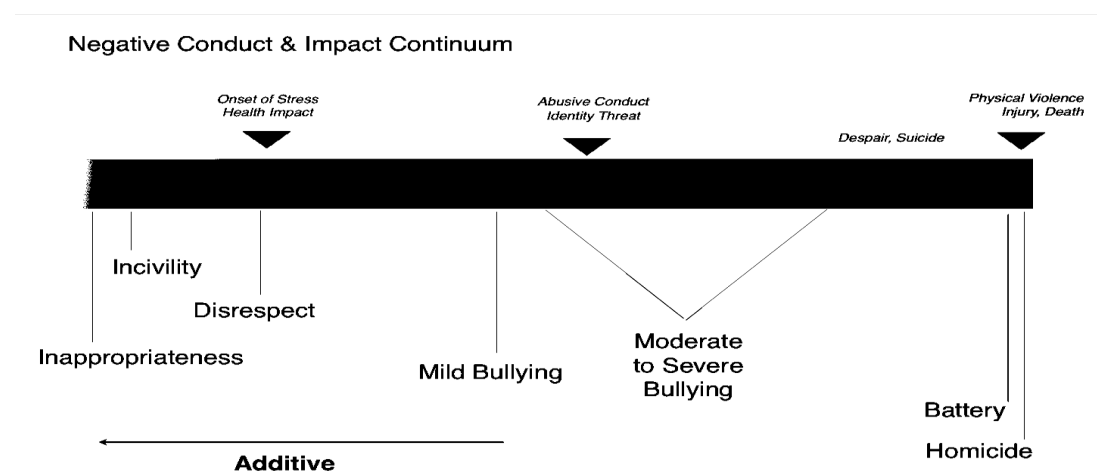 Negative Conduct & Impact Continuum
Onset of Stress
Health Impact
Abusive Conduct
Identity Threat
Despair, Suicide
Physical Violence
Injury, Death
Incivility
Disrespect
Inappropriateness
Mild Bullying
Moderate
to Severe
Bullying
Battery
Homicide
Additive